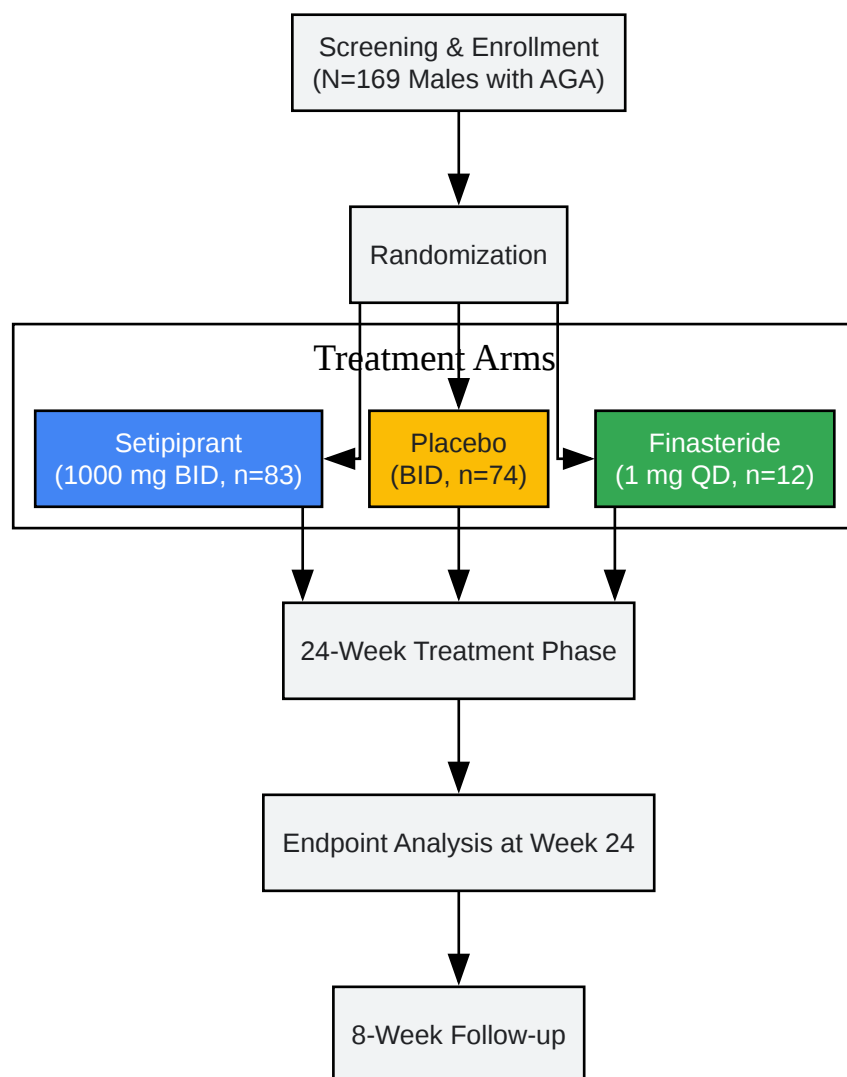 Screening & Enrollment
(N=169 Males with AGA)
Randomization
Treatment Arms
Setipiprant
(1000 mg BID, n=83)
Placebo
(BID, n=74)
Finasteride
(1 mg QD, n=12)
24-Week Treatment Phase
Endpoint Analysis at Week 24
8-Week Follow-up